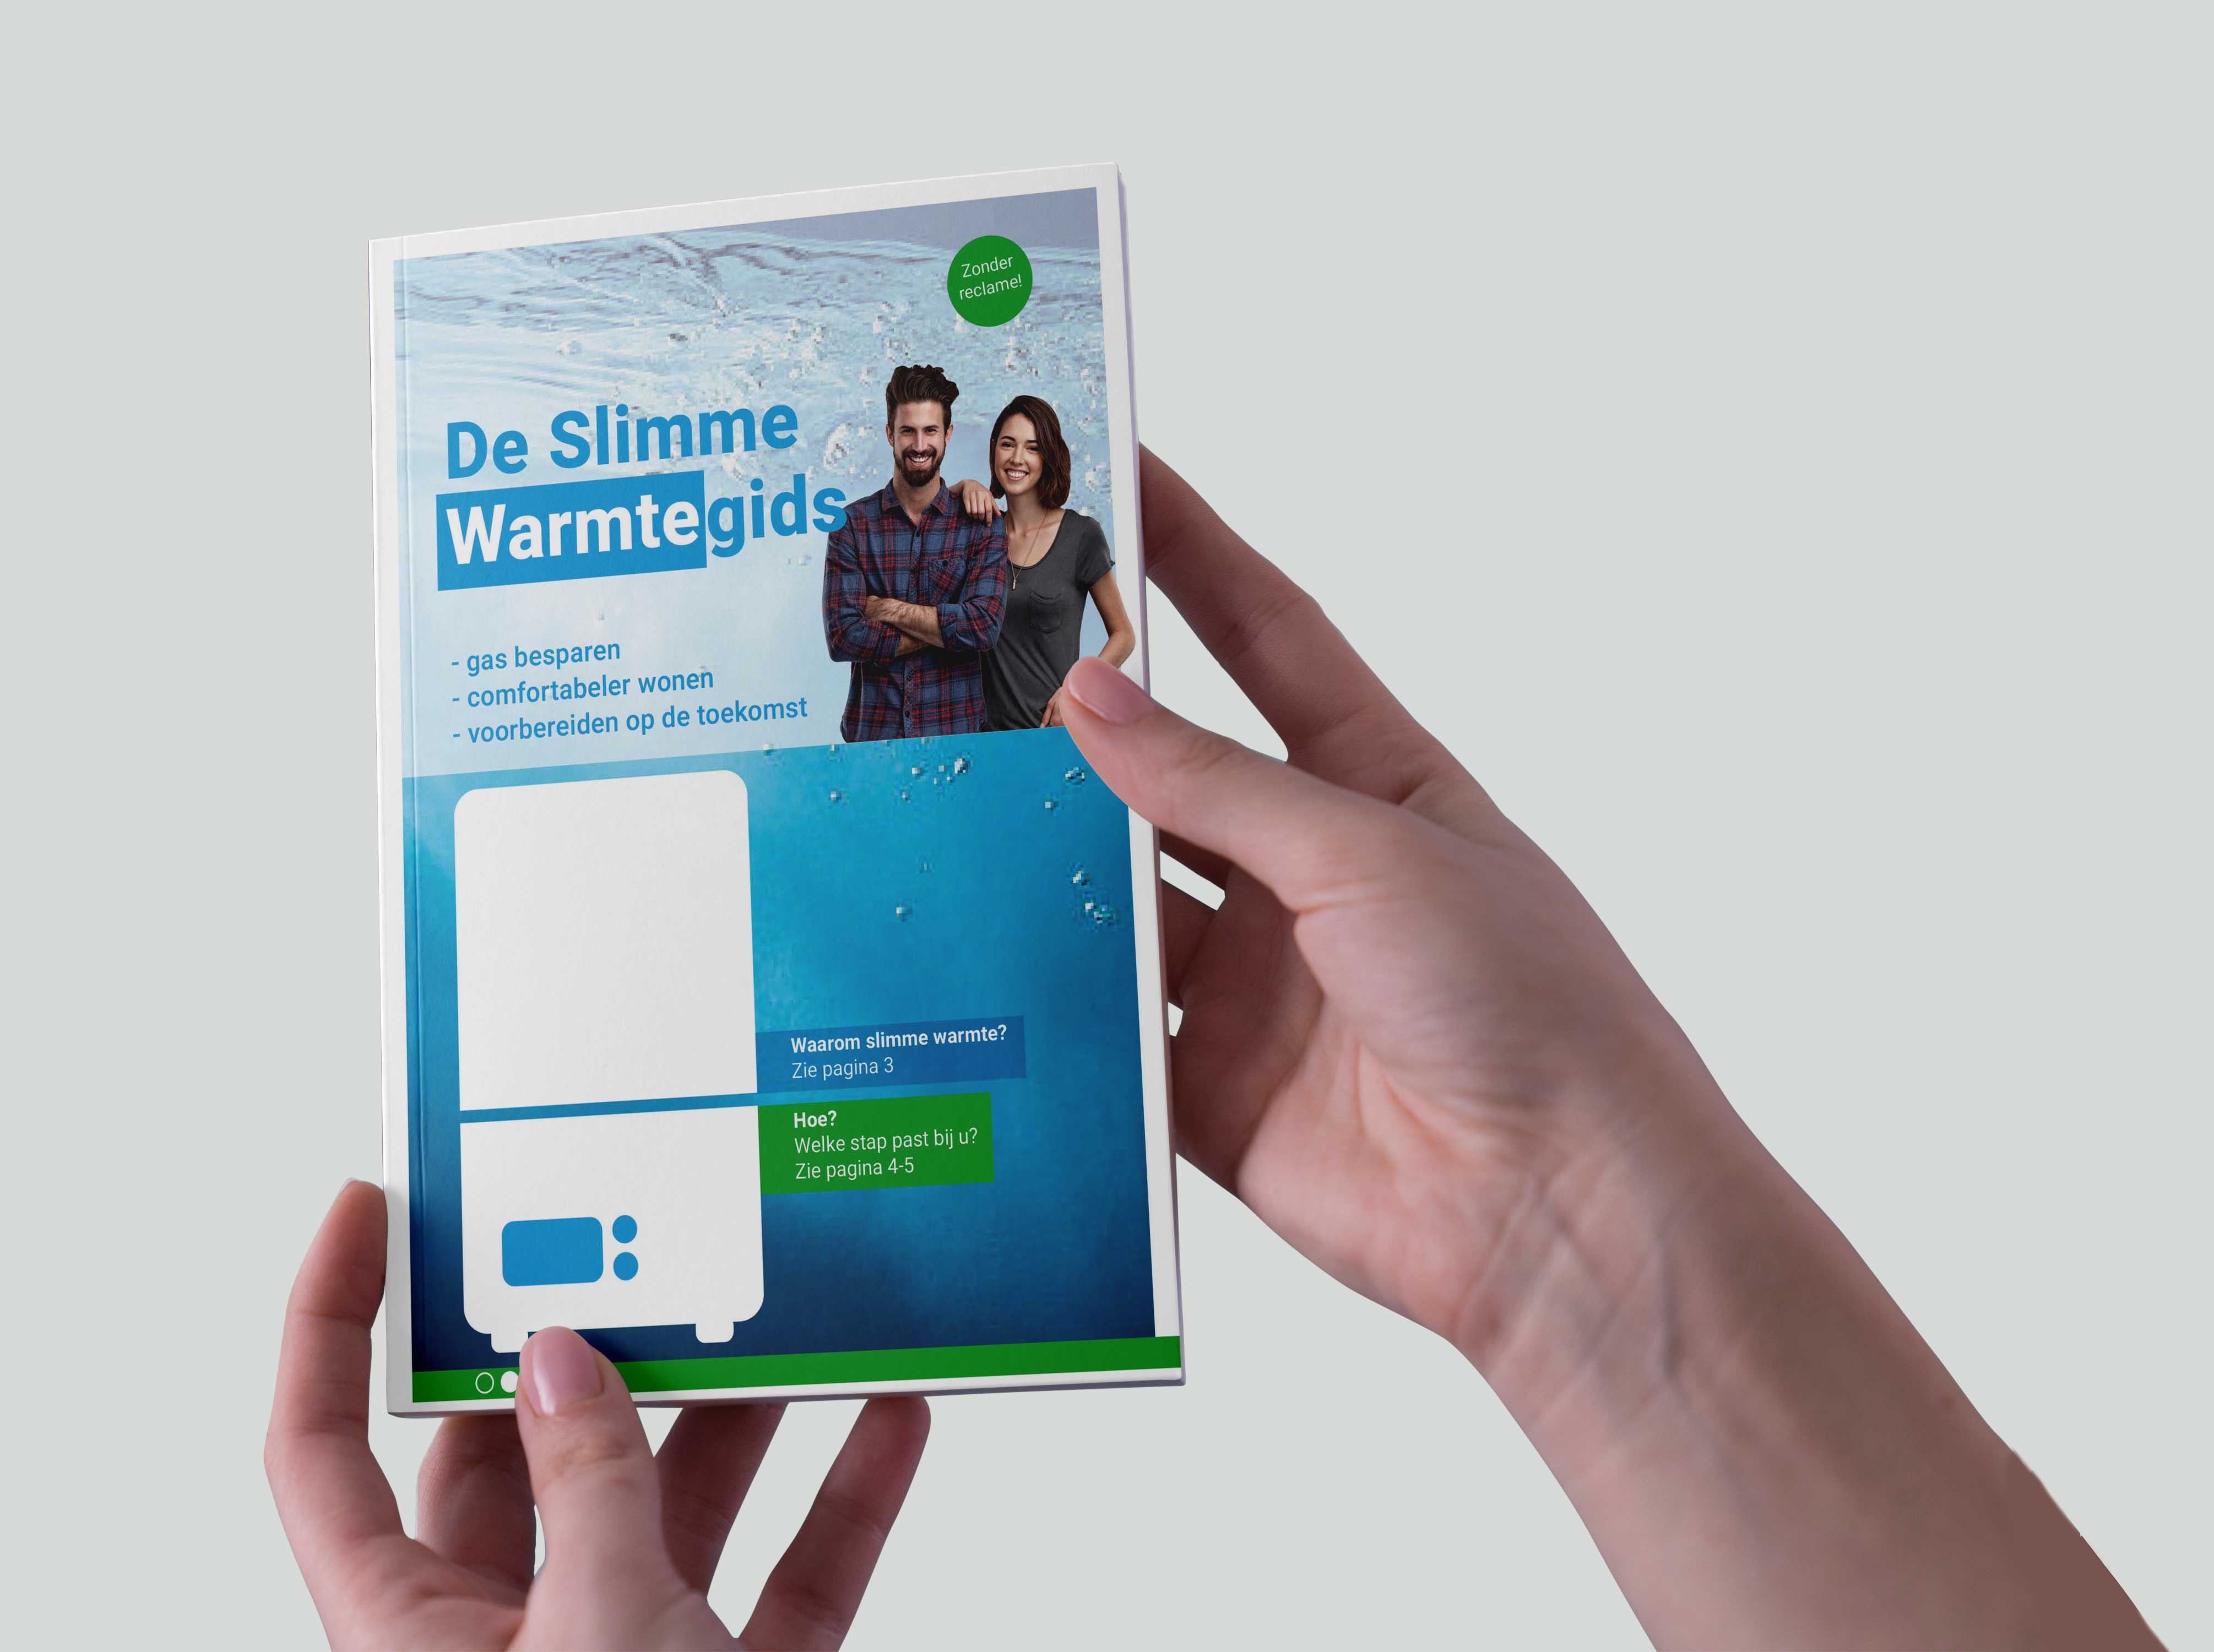 Zonder
reclame!
De Slimme
Warmtegids
- gas besparen
- comfortabeler wonen
- voorbereiden op de toekomst
Waarom slimme warmte?
Zie pagina 3
Hoe?
Welke stap past bij u?
Zie pagina 4-5